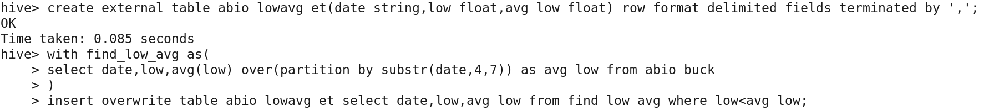 hive> create external table abio_lowavg_et(date string,low float,avg_low float) row format delimited fields terminated by ',';
OK
Time taken: 0.085 seconds
hive> with find_low_avg as(
    > select date,low,avg(low) over(partition by substr(date,4,7)) as avg_low from abio_buck
    > )
    > insert overwrite table abio_lowavg_et select date,low,avg_low from find_low_avg where low<avg_low;